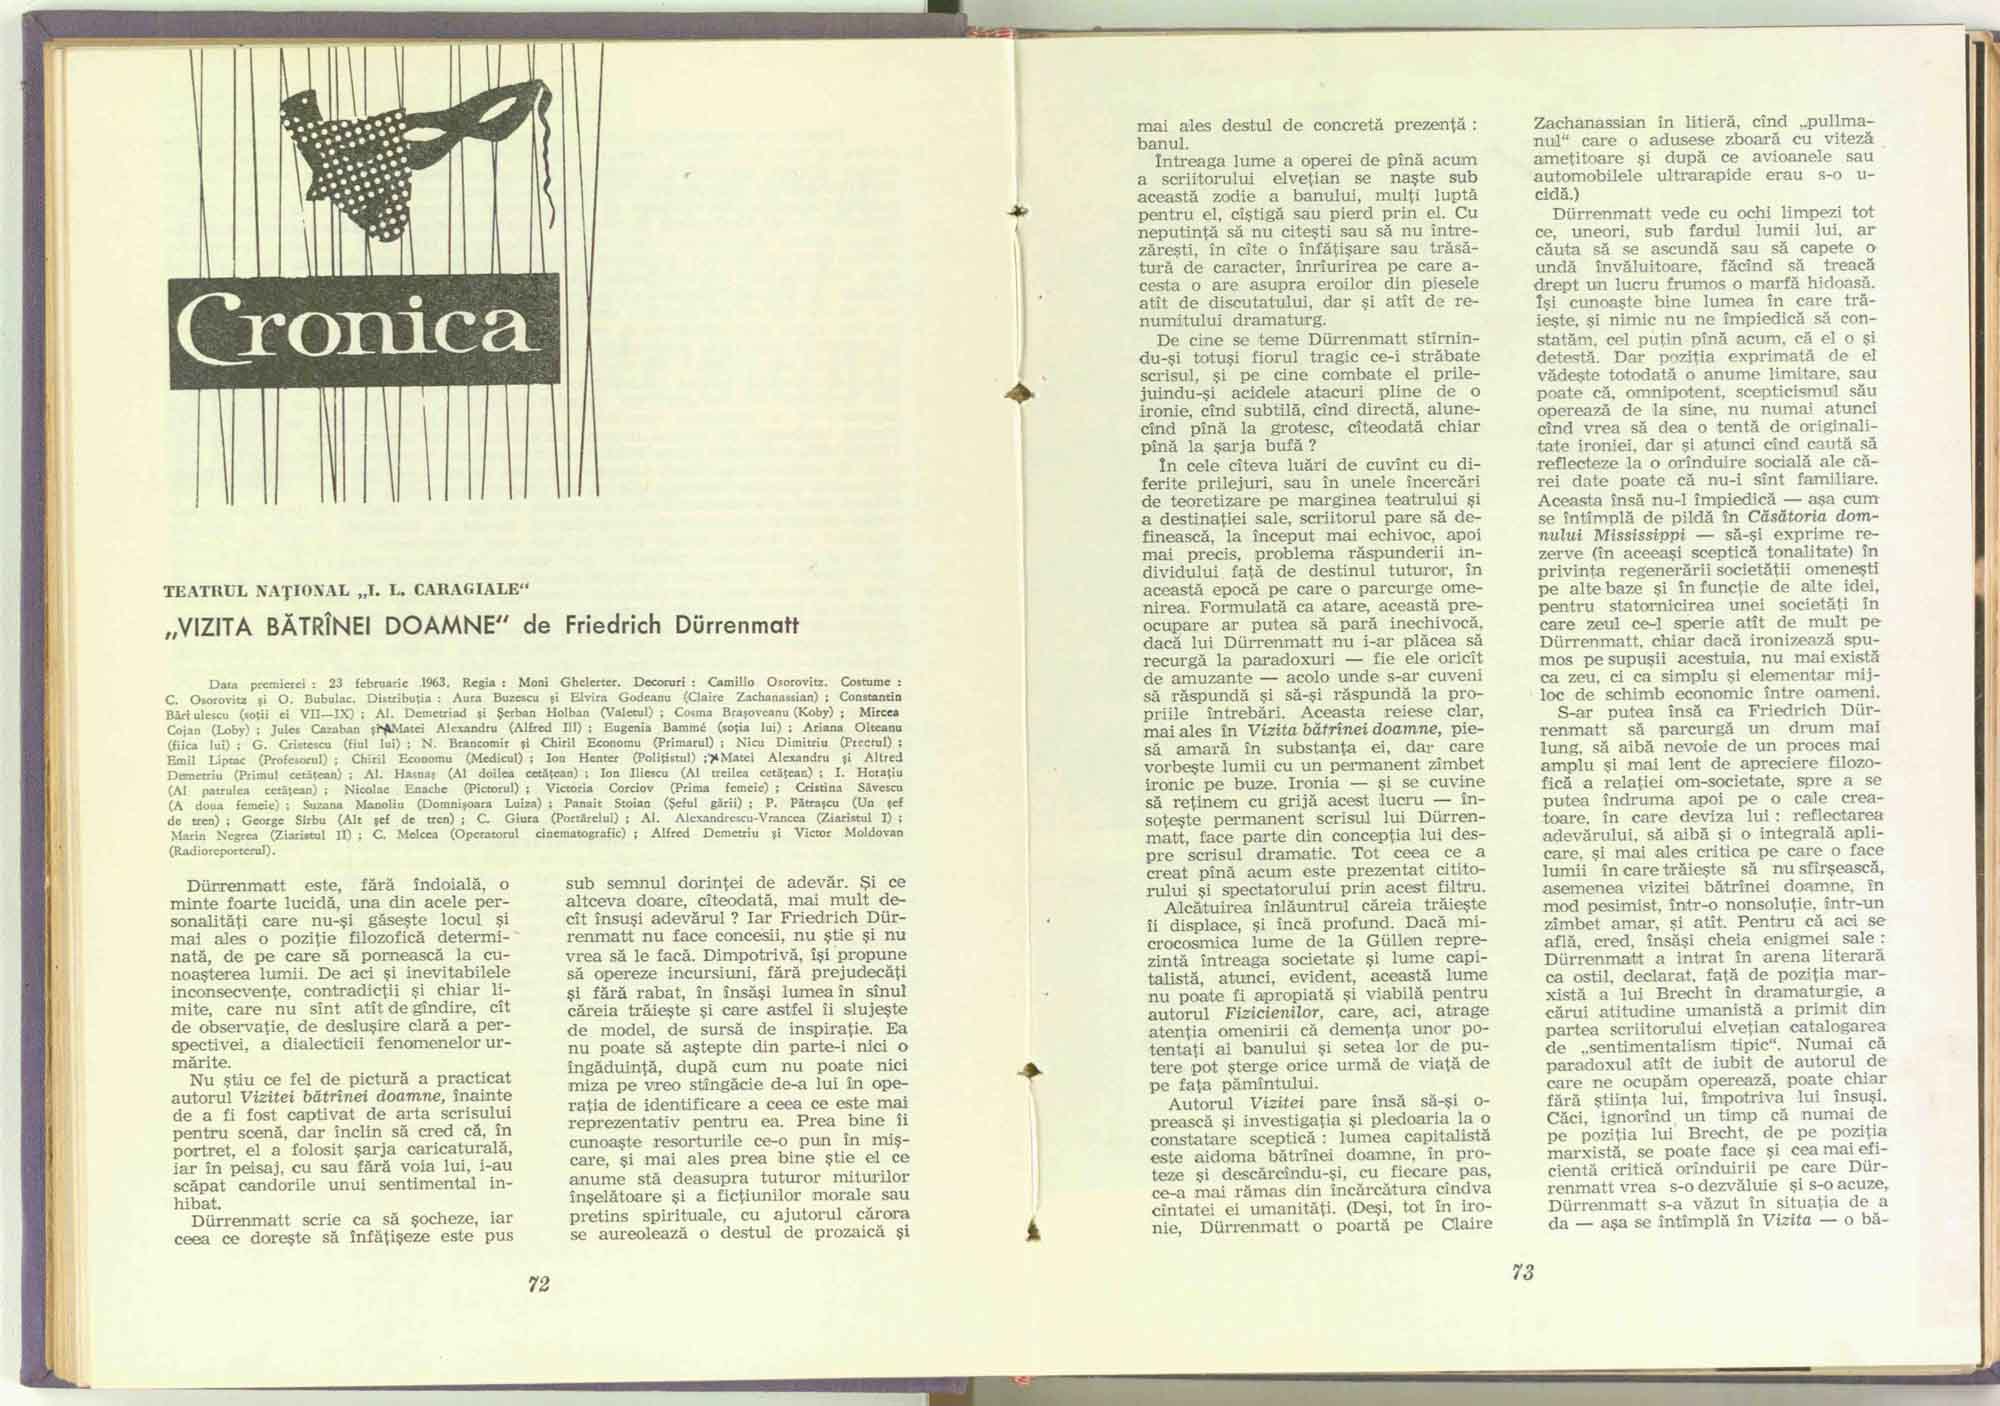 Cronica
TEATRUL NAŢIONAL „I. L. CARAGIALE“
„VIZITA BĂTRÎNEI DOAMNE” de Friedrich Dürrenmatt
Data premierei : 23 februarie 1963. Regia : Moni Ghelerter. Decoruri : Camillo Osorovitz. Costume :
C. Osorovitz şi O. Bubulac. Distribuţia : Aura Buzescu şi Elvira Godeanu (Claire Zachanassian) ; Constantin
Bărbulescu (soţii ei VII—IX) ; Al. Demetriad şi Şerban Holban (Valetul) ; Cosma Braşoveanu (Koby) ; Mircea
Cojan (Loby) ; Jules Cazaban şi Matei Alexandru (Alfred Ill) ; Eugenia Bammé (soţia lui) ; Ariana Olteanu
(fiica lui) ; G. Cristescu (fiul lui) ; N. Brancomir şi Chiril Economu (Primarul) ; Nicu Dimitriu (Preotul) ;
Emil Liptac (Profesorul) ; Chiril Economu (Medicul) ; Ion Henter (Poliţistul) ; Matei Alexandru şi Alfred
Demetriu (Primul cetăţean) ; Al. Hasnaş (Al doilea cetăţean) ; Ion Iliescu (Al treilea cetăţean) ; I. Horaţiu
(Al patrulea cetăţean) ; Nicolae Enache (Pictorul) ; Victoria Corciov (Prima femeie) ; Cristina Săvescu
(A doua femeie) ; Suzana Manoliu (Domnişoara Luiza) ; Panait Stoian (Şeful gării) ; P. Pătraşcu (Un şef
de tren) ; George Sîrbu (Alt şef de tren) ; C. Giura (Portărelul) ; Al. Alexandrescu-Vrancea (Ziaristul I) ;
Marin Negrea (Ziaristul II) ; C. Melcea (Operatorul cinematografic) ; Alfred Demetriu şi Victor Moldovan
(Radioreporterul).
Dürrenmatt este, fără îndoială, o
minte foarte lucidă, una din acele per-
sonalităţi care nu-şi găseşte locul şi
mai ales o poziţie filozofică determi-
nată, de pe care să pornească la cu-
noaşterea lumii. De aci şi inevitabilele
inconsecvenţe, contradicţii şi chiar li-
mite, care nu sînt atît de gîndire, cît
de observaţie, de desluşire clară a per-
spectivei, a dialecticii fenomenelor ur-
mărite.
Nu ştiu ce fel de pictură a practicat
autorul Vizitei bătrînei doamne, înainte
de a fi fost captivat de arta scrisului
pentru scenă, dar înclin să cred că, în
portret, el a folosit şarja caricaturală,
iar în peisaj, cu sau fără voia lui, i-au
scăpat candorile unui sentimental in-
hibat.
Dürrenmatt scrie ca să şocheze, iar
ceea ce doreşte să înfăţişeze este pus
sub semnul dorinţei de adevăr. Şi ce
altceva doare, cîteodată, mai mult de-
cît însuşi adevărul ? Iar Friedrich Dür-
renmatt nu face concesii, nu ştie şi nu
vrea să le facă. Dimpotrivă, îşi propune
să opereze incursiuni, fără prejudecăţi
şi fără rabat, în însăşi lumea în sînul
căreia trăieşte şi care astfel îi slujeşte
de model, de sursă de inspiraţie. Ea
nu poate să aştepte din parte-i nici o
îngăduinţă, după cum nu poate nici
miza pe vreo stîngăcie de-a lui în ope-
raţia de identificare a ceea ce este mai
reprezentativ pentru ea. Prea bine îi
cunoaşte resorturile ce-o pun în miş-
care, şi mai ales prea bine ştie el ce
anume stă deasupra tuturor miturilor
înşelătoare şi a ficţiunilor morale sau
pretins spirituale, cu ajutorul cărora
se aureolează o destul de prozaică şi
72
mai ales destul de concretă prezenţă :
banul.
Întreaga lume a operei de pînă acum
a scriitorului elveţian se naşte sub
această zodie a banului, mulţi luptă
pentru el, cîştigă sau pierd prin el. Cu
neputinţă să nu citeşti sau să nu între-
zăreşti, în cîte o înfăţişare sau trăsă-
tură de caracter, înrîurirea pe care a-
cesta o are asupra eroilor din piesele
atît de discutatului, dar şi atît de re-
numitului dramaturg.
De cine se teme Dürrenmatt stîrnin-
du-şi totuşi fiorul tragic ce-i străbate
scrisul, şi pe cine combate el prile-
juindu-şi acidele atacuri pline de o
ironie, cînd subtilă, cînd directă, alune-
cînd pînă la grotesc, cîteodată chiar
pînă la şarja bufă ?
În cele cîteva luări de cuvînt cu di-
ferite prilejuri, sau în unele încercări
de teoretizare pe marginea teatrului şi
a destinaţiei sale, scriitorul pare să de-
finească, la început mai echivoc, apoi
mai precis, problema răspunderii in-
dividului faţă de destinul tuturor, în
această epocă pe care o parcurge ome-
nirea. Formulată ca atare, această pre-
ocupare ar putea să pară inechivocă,
dacă lui Dürrenmatt nu i-ar plăcea să
recurgă la paradoxuri — fie ele oricît
de amuzante — acolo unde s-ar cuveni
să răspundă şi să-şi răspundă la pro-
priile întrebări. Aceasta reiese clar,
mai ales în Vizita bătrînei doamne, pie-
să amară în substanţa ei, dar care
vorbeşte lumii cu un permanent zîmbet
ironic pe buze. Ironia — şi se cuvine
să reţinem cu grijă acest lucru — în-
soţeşte permanent scrisul lui Dürren-
matt, face parte din concepţia lui des-
pre scrisul dramatic. Tot ceea ce a
creat pînă acum este prezentat citito-
rului şi spectatorului prin acest filtru.
Alcătuirea înlăuntrul căreia trăieşte
îi displace, şi încă profund. Dacă mi-
crocosmica lume de la Güllen repre-
zintă întreaga societate şi lume capi-
talistă, atunci, evident, această lume
nu poate fi apropiată şi viabilă pentru
autorul Fizicienilor, care, aci, atrage
atenţia omenirii că demenţa unor po-
tentaţi ai banului şi setea lor de pu-
tere pot şterge orice urmă de viaţă de
pe faţa pămîntului.
Autorul Vizitei pare însă să-şi o-
prească şi investigaţia şi pledoaria la o
constatare sceptică : lumea capitalistă
este aidoma bătrînei doamne, în pro-
teze şi descărcîndu-şi, cu fiecare pas,
ce-a mai rămas din încărcătura cîndva
cîntatei ei umanităţi. (Deşi, tot în iro-
nie, Dürrenmatt o poartă pe Claire
Zachanassian în litieră, cînd „pullma-
nul“ care o adusese zboară cu viteză
ameţitoare şi după ce avioanele sau
automobilele ultrarapide erau s-o u-
cidă.)
Dürrenmatt vede cu ochi limpezi tot
ce, uneori, sub fardul lumii lui, ar
căuta să se ascundă sau să capete o
undă învăluitoare, făcînd să treacă
drept un lucru frumos o marfă hidoasă.
Îşi cunoaşte bine lumea în care tră-
ieşte, şi nimic nu ne împiedică să con-
statăm, cel puţin pînă acum, că el o şi
detestă. Dar poziţia exprimată de el
vădeşte totodată o anume limitare, sau
poate că, omnipotent, scepticismul său
operează de la sine, nu numai atunci
cînd vrea să dea o tentă de originali-
tate ironiei, dar şi atunci cînd caută să
reflecteze la o orînduire socială ale că-
rei date poate că nu-i sînt familiare.
Aceasta însă nu-l împiedică — aşa cum
se întîmplă de pildă în Căsătoria dom-
nului Mississippi — să-şi exprime re-
zerve (în aceeaşi sceptică tonalitate) în
privinţa regenerării societăţii omeneşti
pe alte baze şi în funcţie de alte idei,
pentru statornicirea unei societăţi în
care zeul ce-l sperie atît de mult pe
Dürrenmatt, chiar dacă ironizează spu-
mos pe supuşii acestuia, nu mai există
ca zeu, ci ca simplu şi elementar mij-
loc de schimb economic între oameni.
S-ar putea însă ca Friedrich Dür-
renmatt să parcurgă un drum mai
lung, să aibă nevoie de un proces mai
amplu şi mai lent de apreciere filozo-
fică a relaţiei om-societate, spre a se
putea îndruma apoi pe o cale crea-
toare, în care deviza lui : reflectarea
adevărului, să aibă şi o integrală apli-
care, şi mai ales critica pe care o face
lumii în care trăieşte să nu sfîrşească,
asemenea vizitei bătrînei doamne, în
mod pesimist, într-o nonsoluţie, într-un
zîmbet amar, şi atît. Pentru că aci se
află, cred, însăşi cheia enigmei sale :
Dürrenmatt a intrat în arena literară
ca ostil, declarat, faţă de poziţia mar-
xistă a lui Brecht în dramaturgie, a
cărui atitudine umanistă a primit din
partea scriitorului elveţian catalogarea
de „sentimentalism tipic“. Numai că
paradoxul atît de iubit de autorul de
care ne ocupăm operează, poate chiar
fără ştiinţa lui, împotriva lui însuşi.
Căci, ignorînd un timp că numai de
pe poziţia lui Brecht, de pe poziţia
marxistă, se poate face şi cea mai efi-
cientă critică orînduirii pe care Dür-
renmatt vrea s-o dezvăluie şi s-o acuze,
Dürrenmatt s-a văzut în situaţia de a
da — aşa se întîmplă în Vizita — o bă-
73